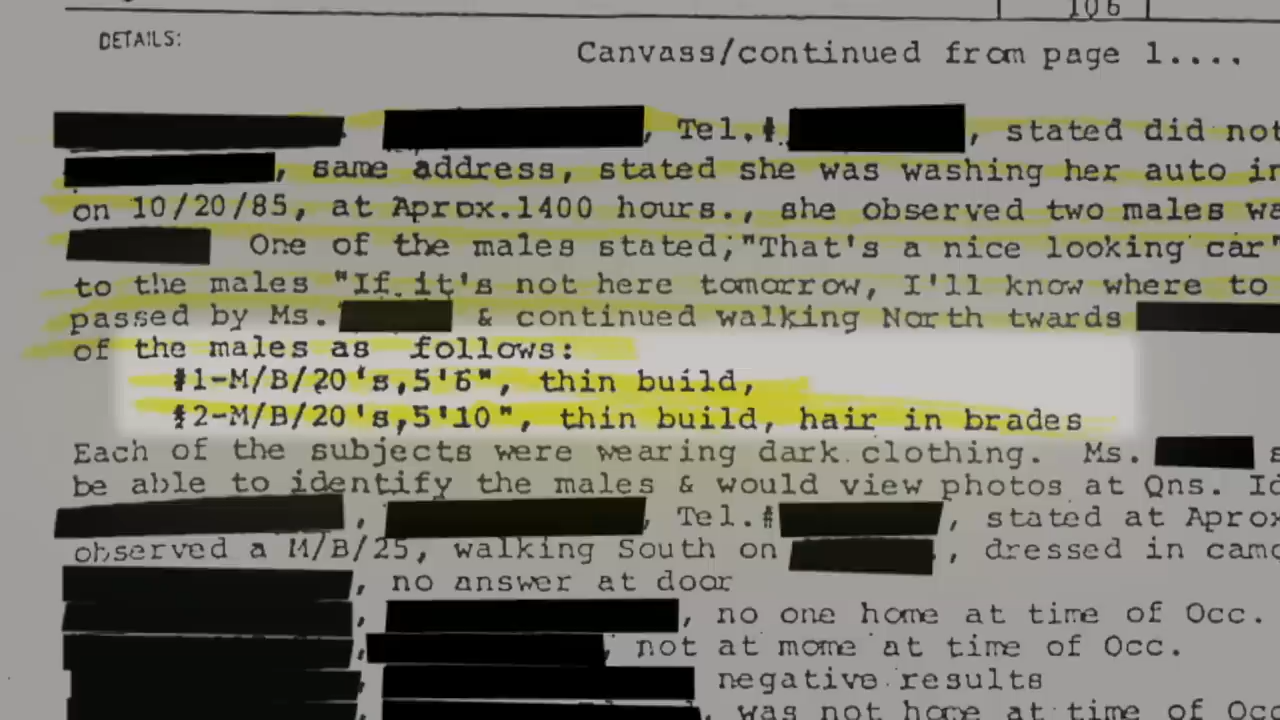 106
DETAILS:
Canvass/continued from page 1....
, , Tel.#, stated did not
, same address, stated she was washing her auto in
on 10/20/85, at Aprox.1400 hours., she observed two males
One of the males stated;"That's a nice looking car"
to the males "If it's not here tomorrow, I'll know where to
passed by Ms. & continued walking North twards
of the males as follows:
#1-M/B/20's,5'6", thin build,
#2-M/B/20's,5'10", thin build, hair in brades
Each of the subjects were wearing dark clothing. Ms.
be able to identify the males & would view photos at Qns.
, , Tel.#, stated at Aprox
observed a M/B/25, walking South on , dressed in
, no answer at door
, , no one home at time of Occ.
, , not at mome at time of Occ.
, negative results
, was not home at time of Occ